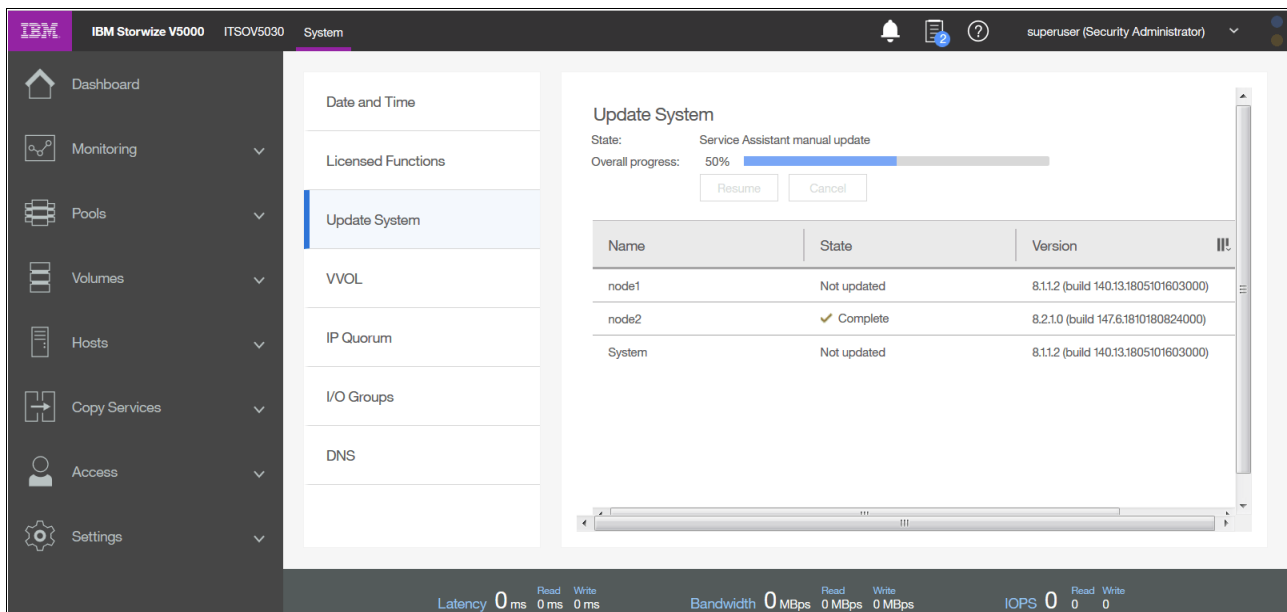 IBM IBM Storwize V5000 ITSOV5030 System 2 ? superuser (Security Administrator)
Dashboard
Monitoring
Pools
Volumes
Hosts
Copy Services
Access
Settings
Date and Time
Licensed Functions
Update System
VVOL
IP Quorum
I/O Groups
DNS
Update System
State: Service Assistant manual update
Overall progress: 50%
Resume Cancel
Name State Version
node1 Not updated 8.1.1.2 (build 140.13.1805101603000)
node2 Complete 8.2.1.0 (build 147.6.1810180824000)
System Not updated 8.1.1.2 (build 140.13.1805101603000)
Latency 0 ms Read 0 ms Write 0 ms Bandwidth 0 MBps Read 0 MBps Write 0 MBps IOPS 0 Read 0 Write 0